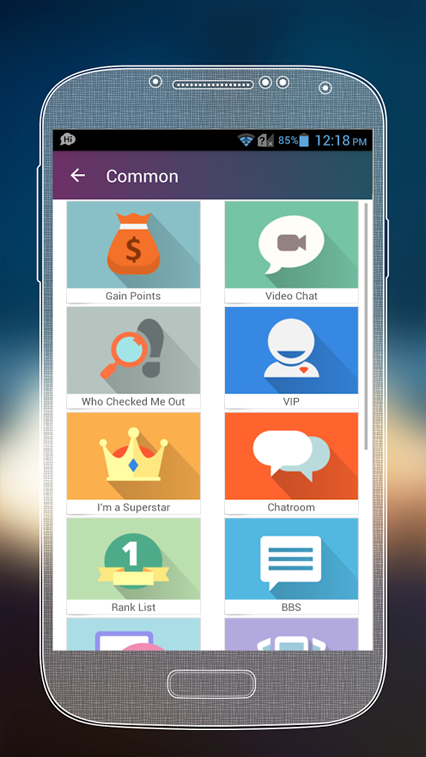 Hi
85% 12:18 PM
Common
$
Gain Points
Video Chat
Who Checked Me Out
VIP
I'm a Superstar
Chatroom
1
Rank List
BBS